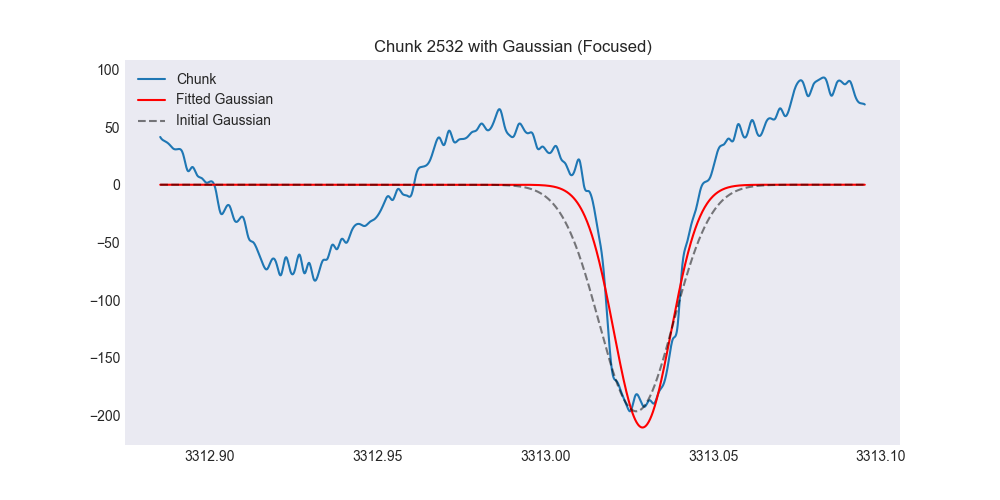 Chunk 2532 with Gaussian (Focused)
Chunk
Fitted Gaussian
Initial Gaussian
100
50
0
−50
−100
−150
−200
3312.90 3312.95 3313.00 3313.05 3313.10